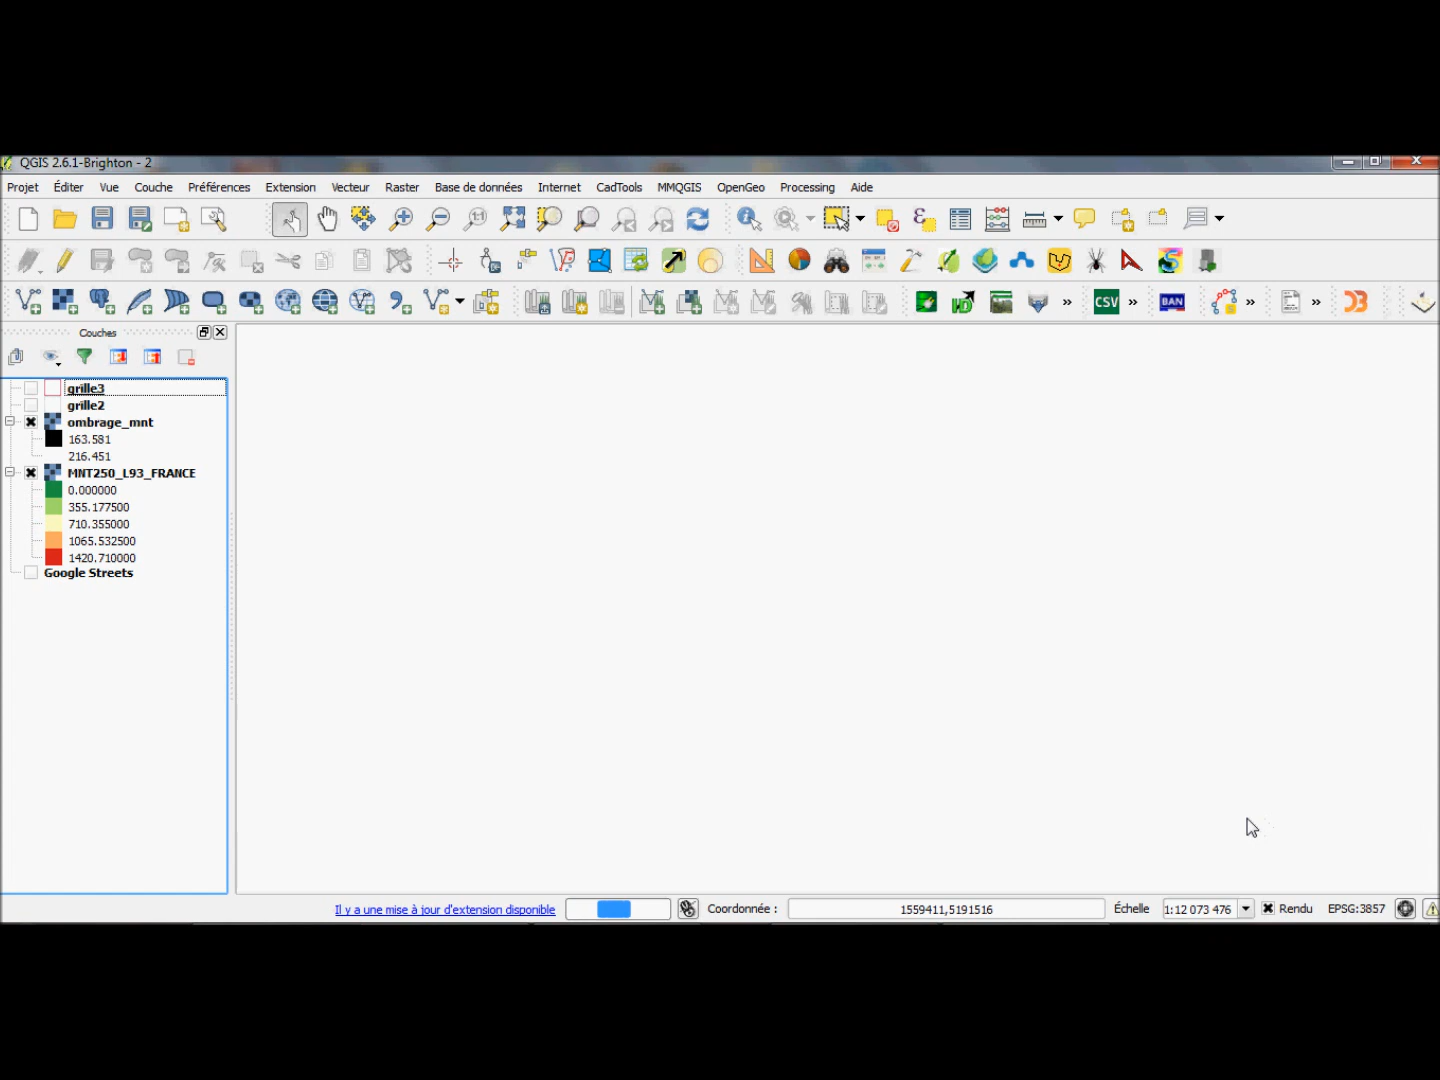 QGIS 2.6.1-Brighton - 2
Projet Éditer Vue Couche Préférences Extension Vecteur Raster Base de données Internet CadTools MMQGIS OpenGeo Processing Aide
CSV » BAN » » »
Couches
grille3
grille2
ombrage_mnt
163.581
216.451
MNT250_L93_FRANCE
0.000000
355.177500
710.355000
1065.532500
1420.710000
Google Streets
Il y a une mise à jour d'extension disponible Coordonnée : 1559411,5191516 Échelle 1:12 073 476 Rendu EPSG:3857